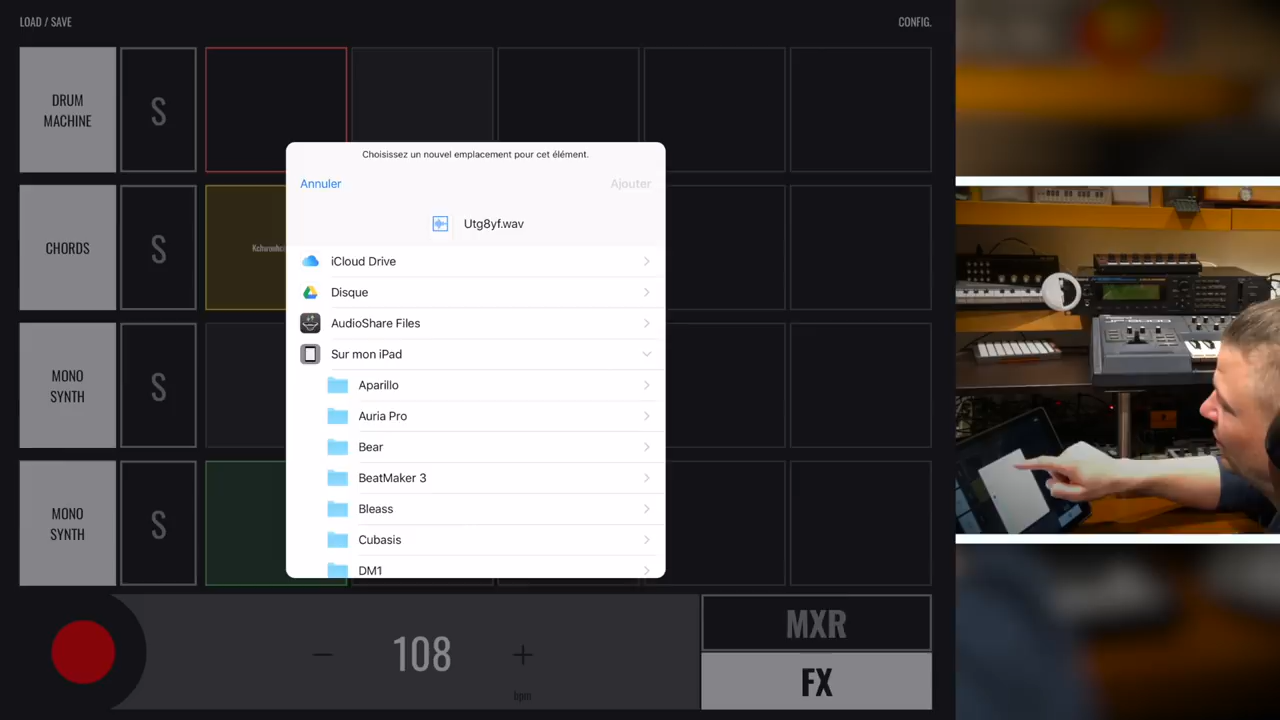 LOAD / SAVE
CONFIG.
DRUM
MACHINE
S
Choisissez un nouvel emplacement pour cet élément.
Annuler
Ajouter
Utg8yf.wav
CHORDS
S
iCloud Drive
Disque
AudioShare Files
Sur mon iPad
MONO
SYNTH
S
Aparillo
Auria Pro
Bear
BeatMaker 3
MONO
SYNTH
S
Bleass
Cubasis
DM1
108
bpm
MXR
FX